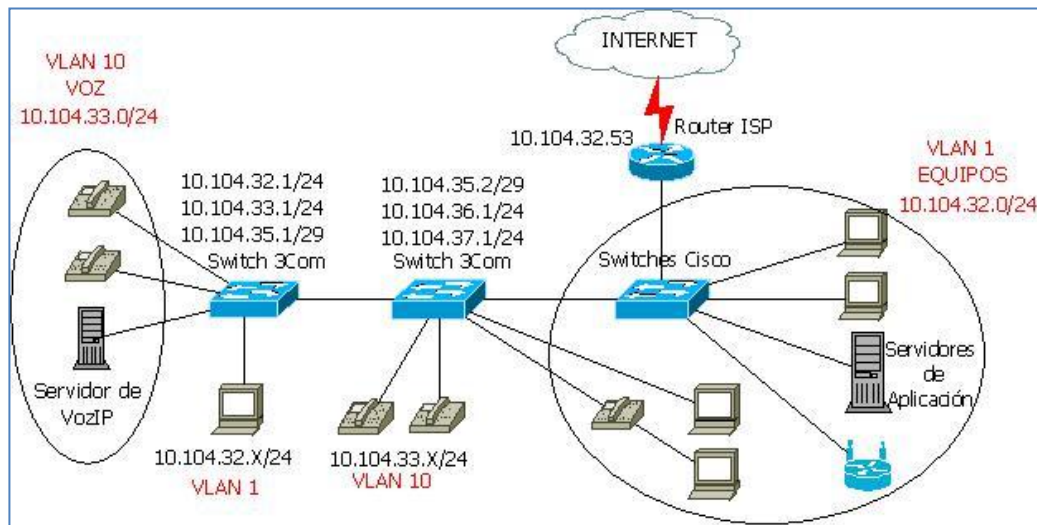 INTERNET
VLAN 10
VOZ
10.104.33.0/24
10.104.32.53
Router ISP
VLAN 1
EQUIPOS
10.104.32.0/24
10.104.32.1/24
10.104.33.1/24
10.104.35.1/29
Switch 3Com
10.104.35.2/29
10.104.36.1/24
10.104.37.1/24
Switch 3Com
Switches Cisco
Servidor de
VozIP
Servidores
de
Aplicación
10.104.32.X/24
VLAN 1
10.104.33.X/24
VLAN 10